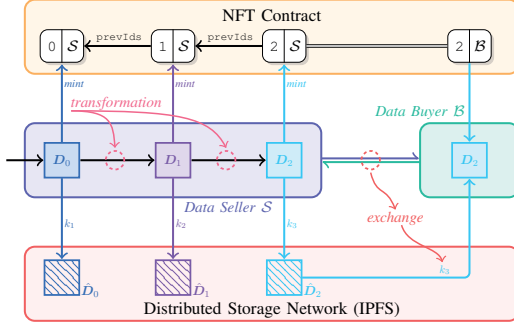 NFT Contract
0 𝒮 prevIds 1 𝒮 prevIds 2 𝒮 2 ℬ
mint mint mint
transformation
Data Buyer ℬ
D₀ D₁ D₂ D₂
Data Seller 𝒮
k₁ k₂ k₃ exchange
k₃
D̂₀ D̂₁ D̂₂
Distributed Storage Network (IPFS)